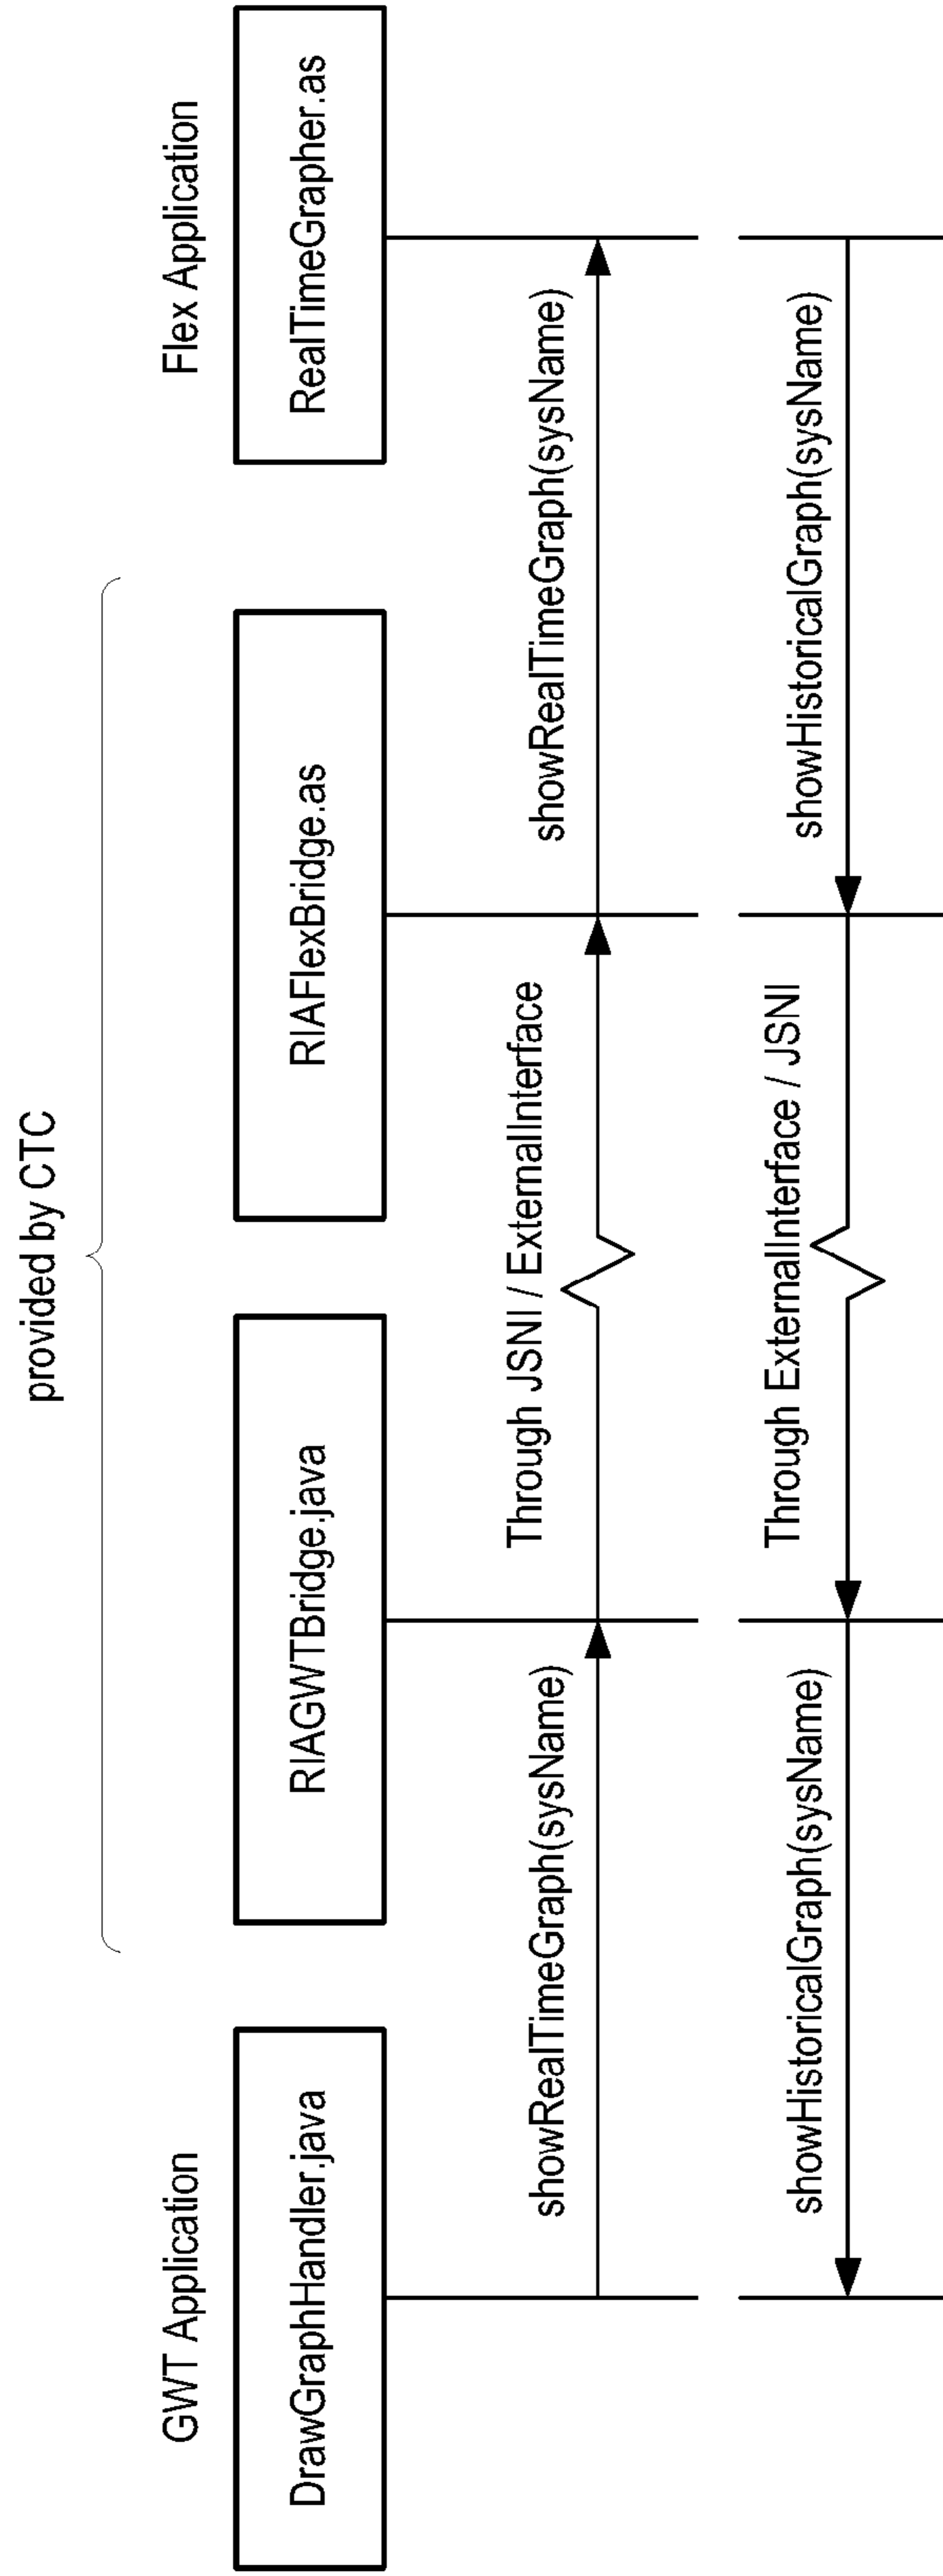 provided by CTC
GWT Application
Flex Application
DrawGraphHandler.java
RIAGWTBridge.java
RIAFlexBridge.as
RealTimeGrapher.as
showRealTimeGraph(sysName)
Through JSNI / ExternalInterface
showRealTimeGraph(sysName)
showHistoricalGraph(sysName)
Through ExternalInterface / JSNI
showHistoricalGraph(sysName)